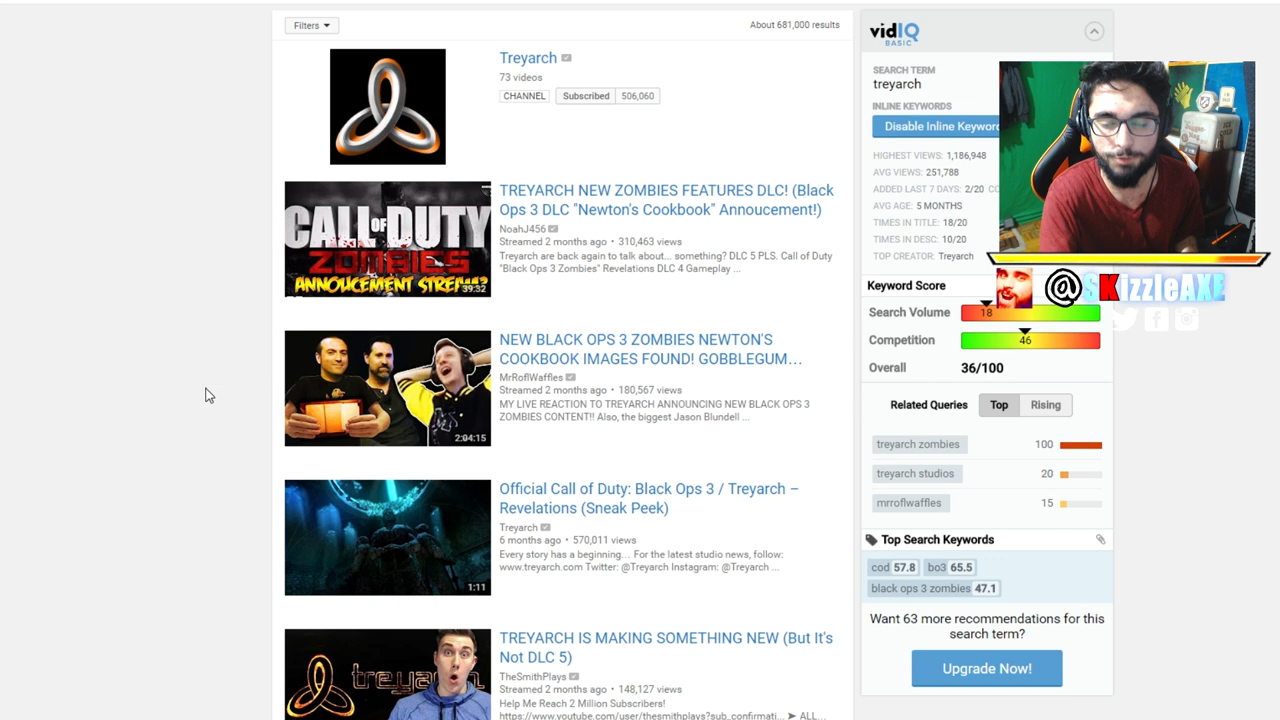 Filters
About 681,000 results
Treyarch
73 videos
CHANNEL
Subscribed 506,060
CALL OF DUTY
ZOMBIES
ANNOUCEMENT STREAM?
39:32
TREYARCH NEW ZOMBIES FEATURES DLC! (Black
Ops 3 DLC "Newton's Cookbook" Annoucement!)
NoahJ456
Streamed 2 months ago • 310,463 views
Treyarch are back again to talk about... something? DLC 5 PLS. Call of Duty
"Black Ops 3 Zombies" Revelations DLC 4 Gameplay ...
2:04:15
NEW BLACK OPS 3 ZOMBIES NEWTON'S
COOKBOOK IMAGES FOUND! GOBBLEGUM...
MrRoflWaffles
Streamed 2 months ago • 180,567 views
MY LIVE REACTION TO TREYARCH ANNOUNCING NEW BLACK OPS 3
ZOMBIES CONTENT!! Also, the biggest Jason Blundell ...
1:11
Official Call of Duty: Black Ops 3 / Treyarch –
Revelations (Sneak Peek)
Treyarch
6 months ago • 570,011 views
Every story has a beginning... For the latest studio news, follow:
www.treyarch.com Twitter: @Treyarch Instagram: @Treyarch ...
treyarch
TREYARCH IS MAKING SOMETHING NEW (But It's
Not DLC 5)
TheSmithPlays
Streamed 2 months ago • 148,127 views
Help Me Reach 2 Million Subscribers!
https://www.youtube.com/user/thesmithplays?sub_confirmati... ➤ ALL...
vidIQ
BASIC
SEARCH TERM
treyarch
INLINE KEYWORDS
Disable Inline Keywor
HIGHEST VIEWS: 1,186,948
AVG VIEWS: 251,788
ADDED LAST 7 DAYS: 2/20
AVG AGE: 5 MONTHS
TIMES IN TITLE: 18/20
TIMES IN DESC: 10/20
TOP CREATOR: Treyarch
@SKizzleAXE
Keyword Score
Search Volume 18
Competition 46
Overall 36/100
Related Queries Top Rising
treyarch zombies 100
treyarch studios 20
mrroflwaffles 15
Top Search Keywords
cod 57.8 bo3 65.5
black ops 3 zombies 47.1
Want 63 more recommendations for this
search term?
Upgrade Now!